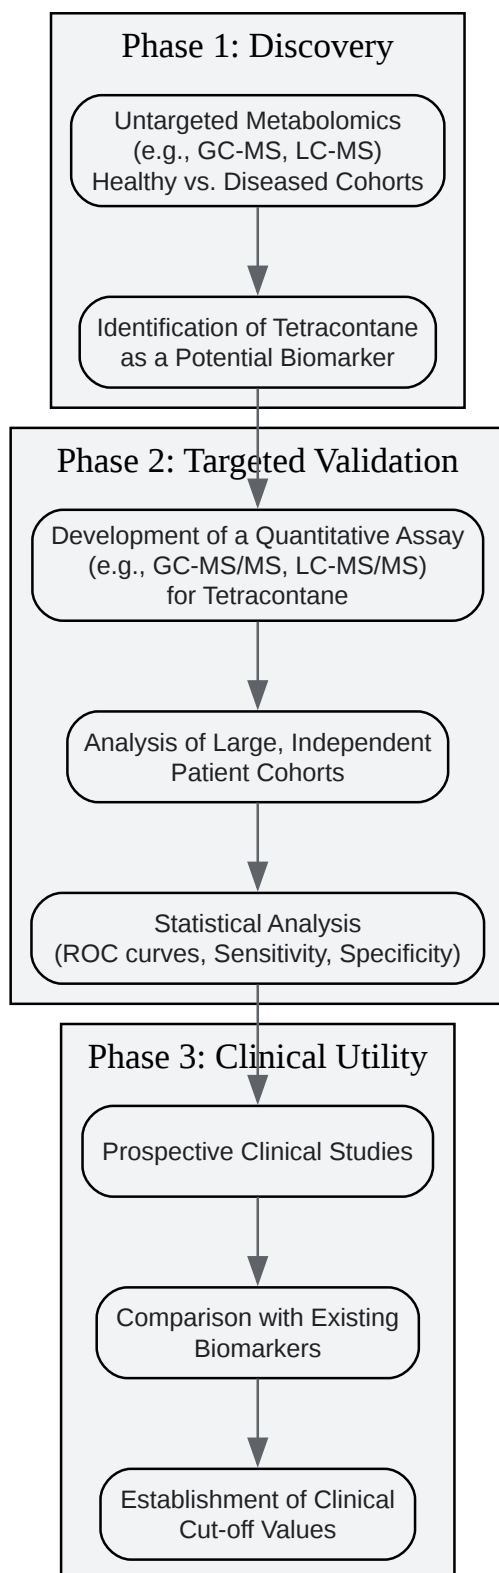 Phase 1: Discovery
Untargeted Metabolomics
(e.g., GC-MS, LC-MS)
Healthy vs. Diseased Cohorts
Identification of Tetracontane
as a Potential Biomarker
Phase 2: Targeted Validation
Development of a Quantitative Assay
(e.g., GC-MS/MS, LC-MS/MS)
for Tetracontane
Analysis of Large, Independent
Patient Cohorts
Statistical Analysis
(ROC curves, Sensitivity, Specificity)
Phase 3: Clinical Utility
Prospective Clinical Studies
Comparison with Existing
Biomarkers
Establishment of Clinical
Cut-off Values